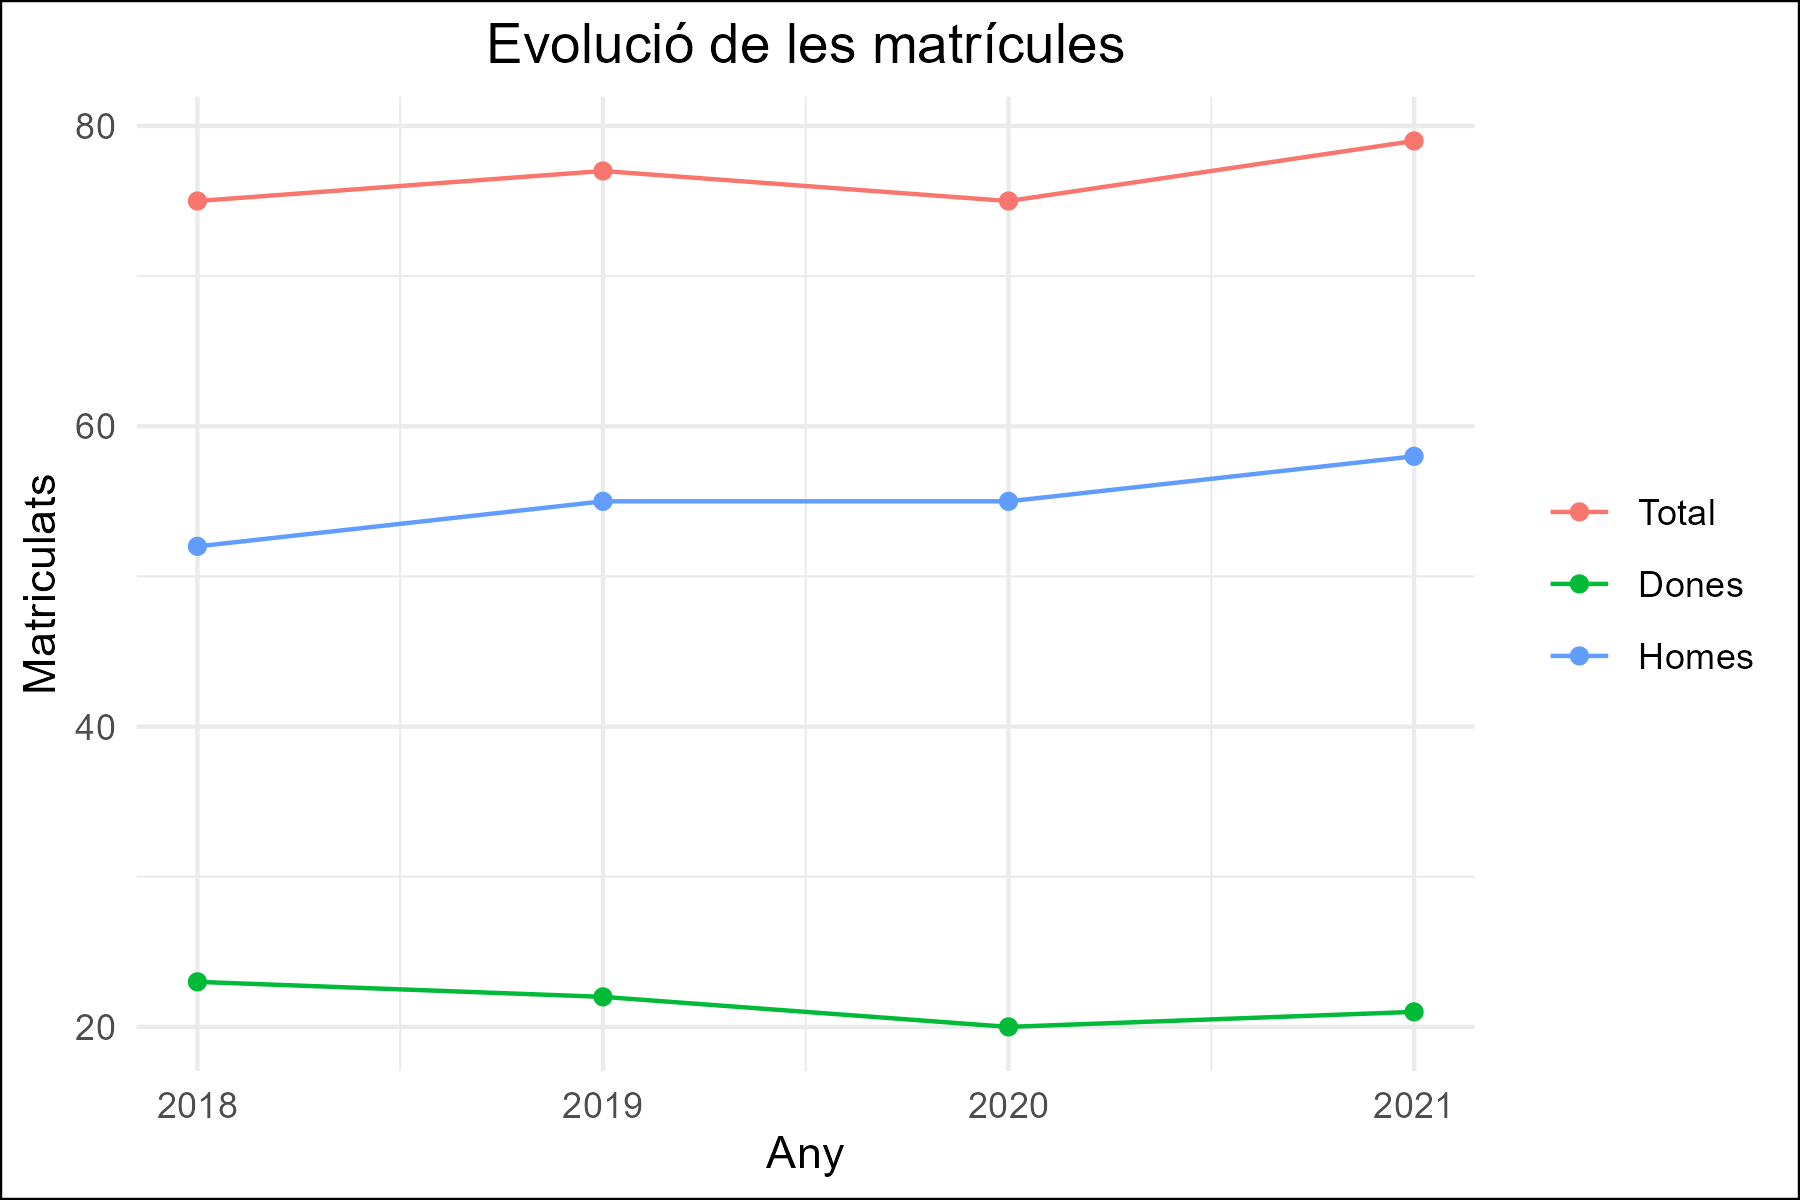 Evolució de les matrícules
80
60
40
20
Matriculats
2018 2019 2020 2021
Any
Total
Dones
Homes